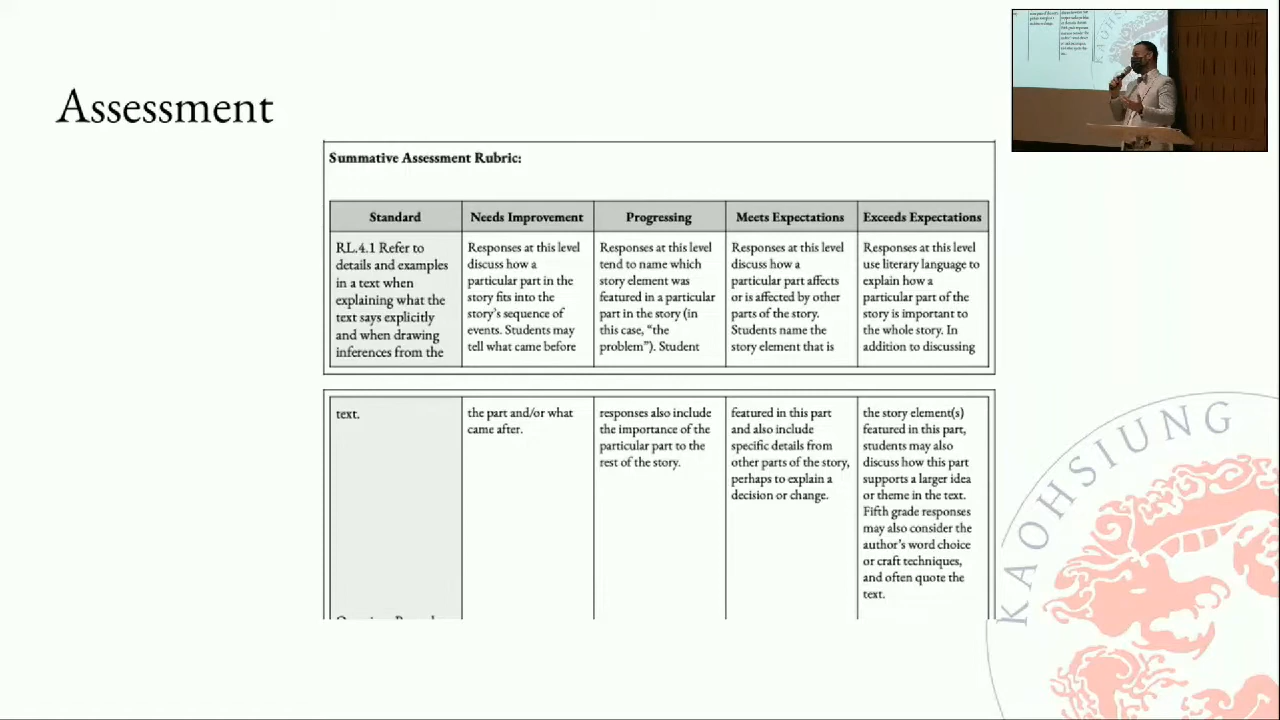 Assessment
Summative Assessment Rubric:
Standard
Needs Improvement
Progressing
Meets Expectations
Exceeds Expectations
RL.4.1 Refer to
details and examples
in a text when
explaining what the
text says explicitly
and when drawing
inferences from the
text.
Responses at this level
discuss how a
particular part in the
story fits into the
story's sequence of
events. Students may
tell what came before
the part and/or what
came after.
Responses at this level
tend to name which
story element was
featured in a particular
part in the story (in
this case, "the
problem"). Student
responses also include
the importance of the
particular part to the
rest of the story.
Responses at this level
discuss how a
particular part affects
or is affected by other
parts of the story.
Students name the
story element that is
featured in this part
and also include
specific details from
other parts of the story,
perhaps to explain a
decision or change.
Responses at this level
use literary language to
explain how a
particular part of the
story is important to
the whole story. In
addition to discussing
the story element(s)
featured in this part,
students may also
discuss how this part
supports a larger idea
or theme in the text.
Fifth grade responses
may also consider the
author's word choice
or craft techniques,
and often quote the
text.
KAOHSIUNG